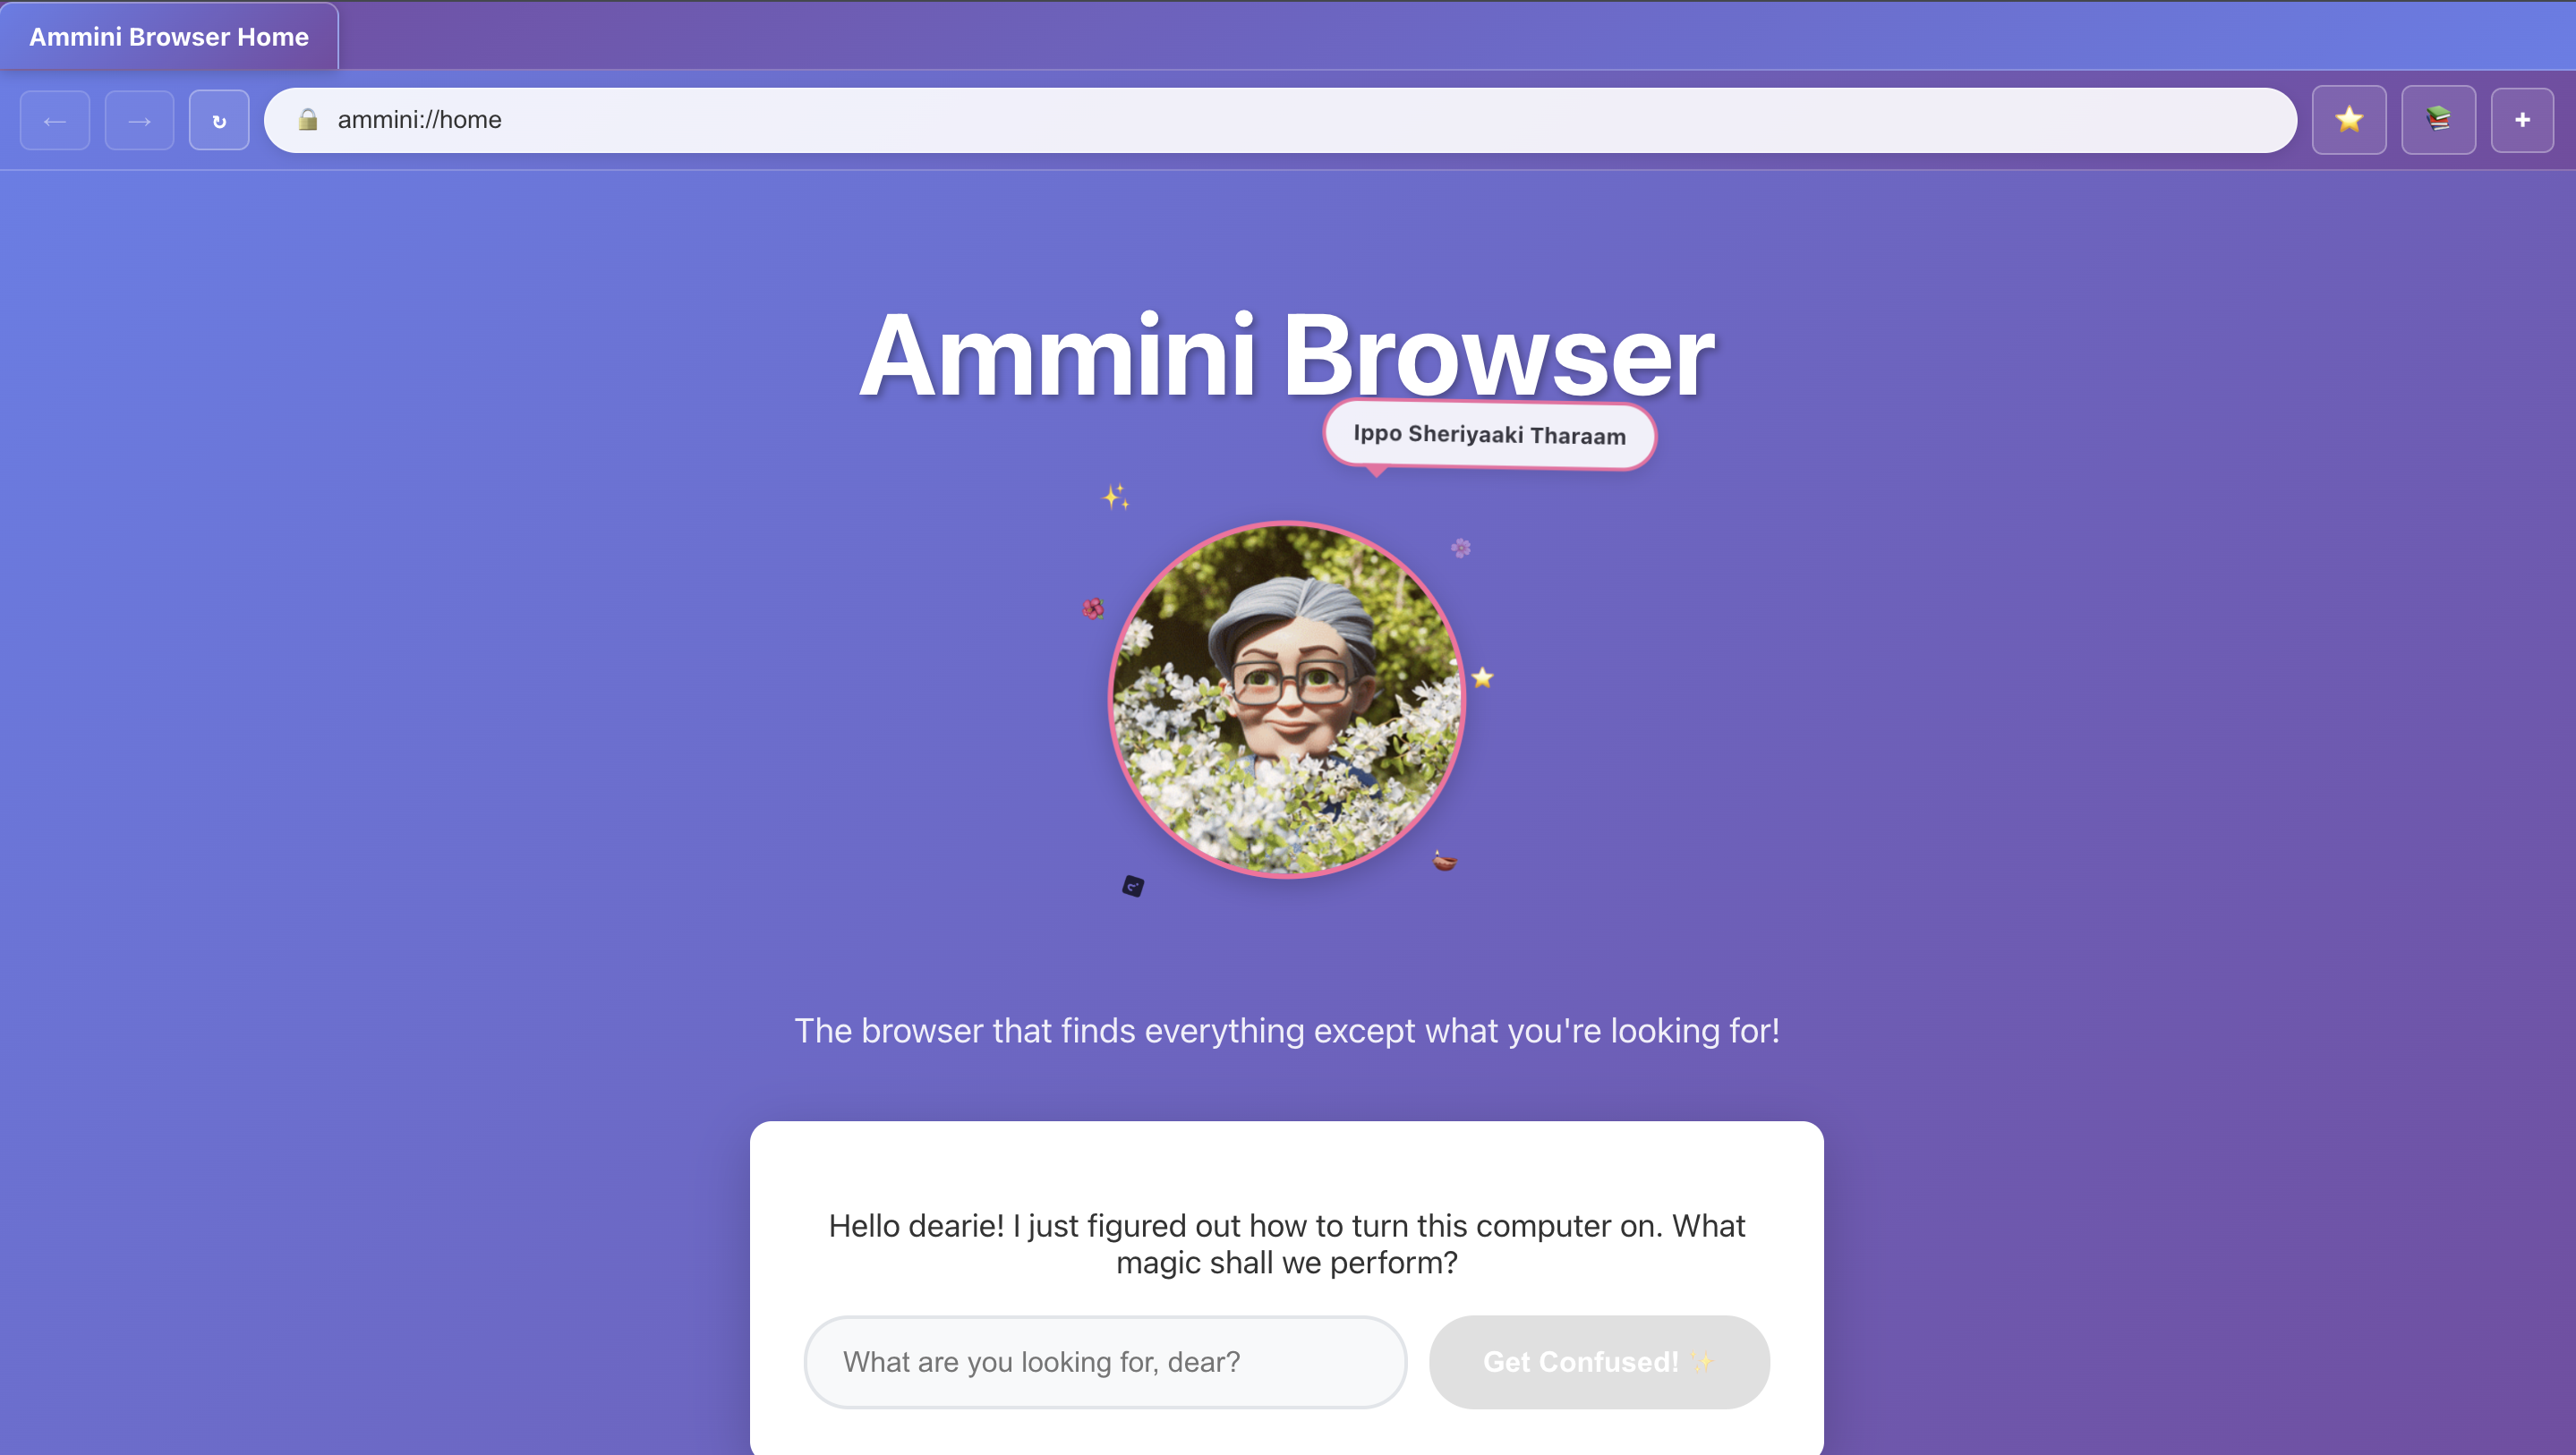 Ammini Browser Home
ammini://home
Ammini Browser
Ippo Sheriyaaki Tharaam
The browser that finds everything except what you're looking for!
Hello dearie! I just figured out how to turn this computer on. What
magic shall we perform?
What are you looking for, dear?
Get Confused! ✨